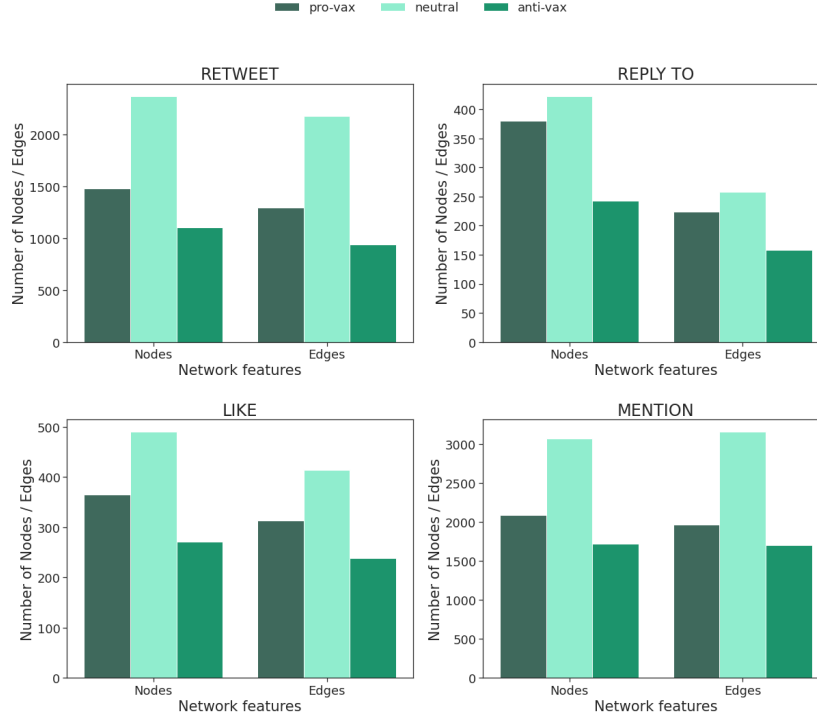 pro-vax neutral anti-vax
RETWEET
Number of Nodes / Edges
2000
1500
1000
500
0
Nodes Edges
Network features
REPLY TO
Number of Nodes / Edges
400
350
300
250
200
150
100
50
0
Nodes Edges
Network features
LIKE
Number of Nodes / Edges
500
400
300
200
100
0
Nodes Edges
Network features
MENTION
Number of Nodes / Edges
3000
2500
2000
1500
1000
500
0
Nodes Edges
Network features